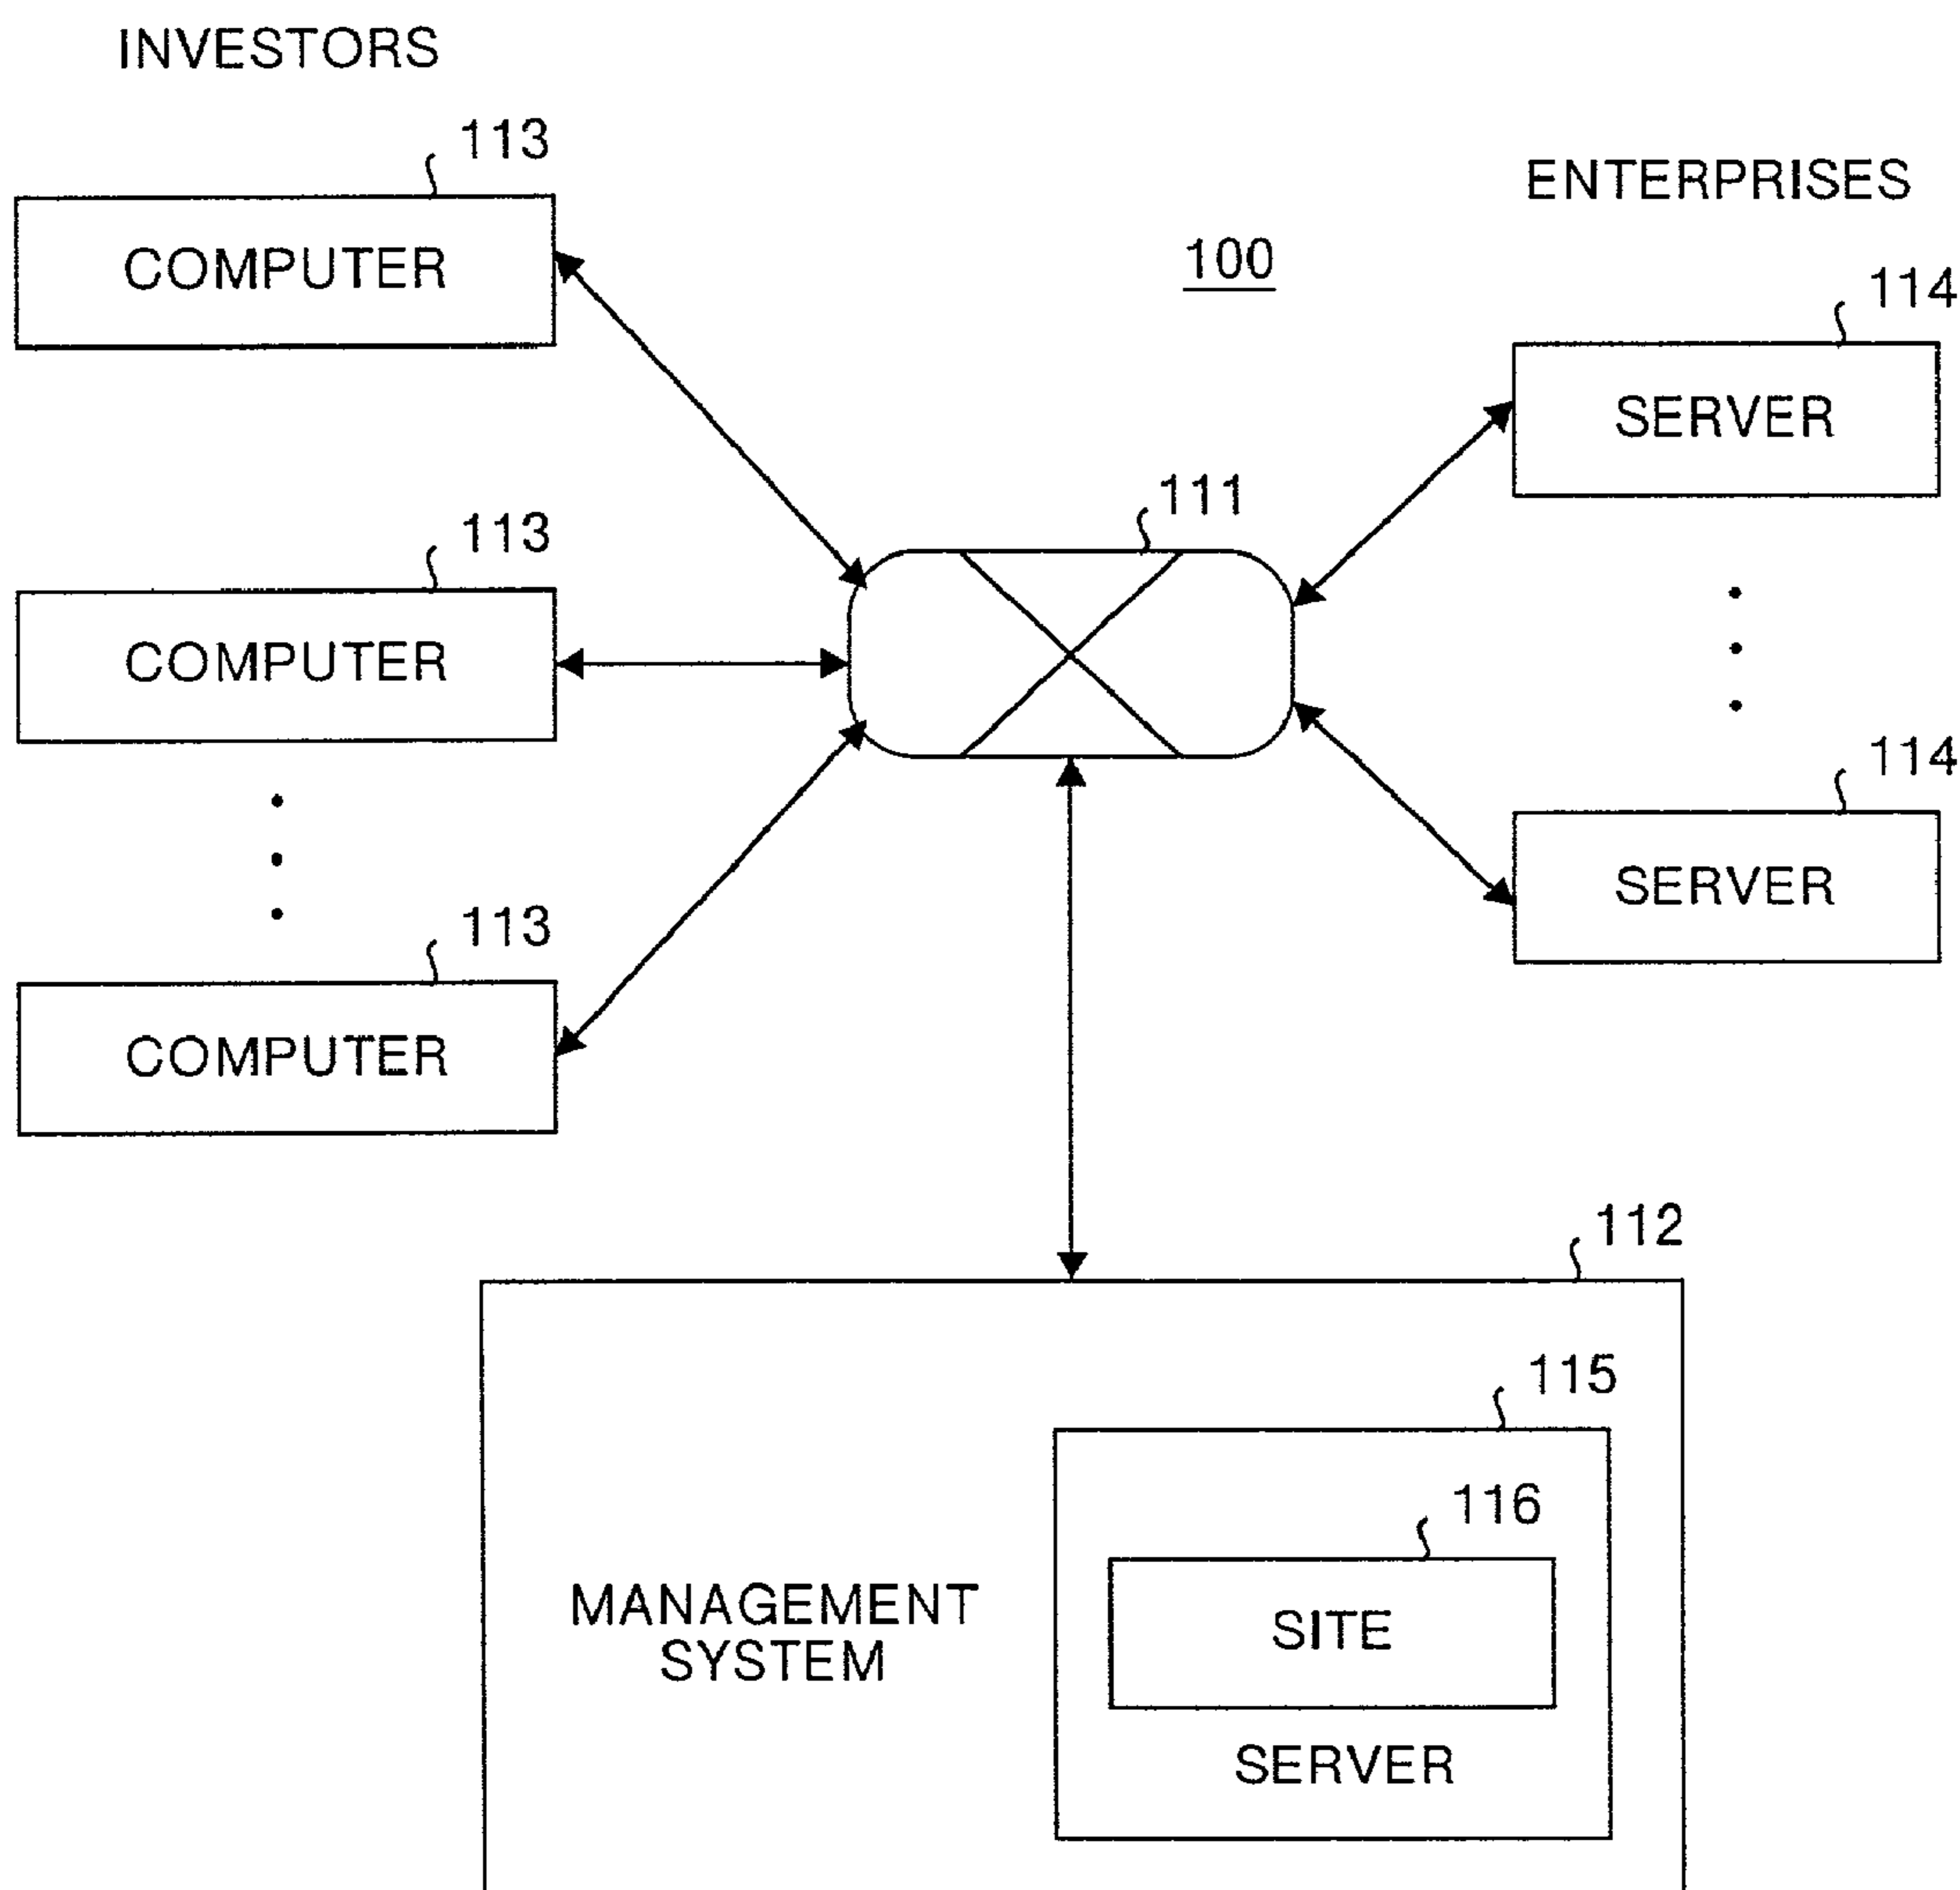 INVESTORS
113
COMPUTER
ENTERPRISES
100
114
SERVER
111
113
COMPUTER
114
SERVER
113
COMPUTER
112
115
116
MANAGEMENT
SYSTEM
SITE
SERVER